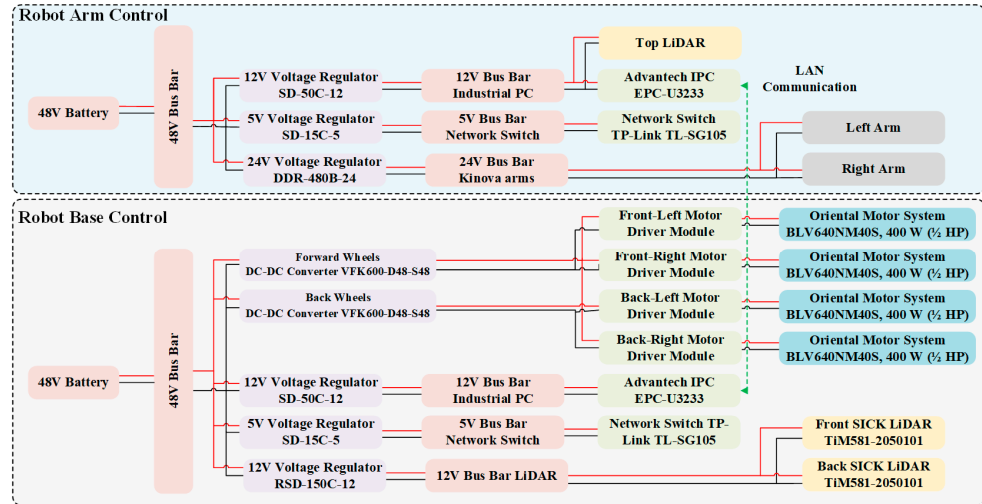 Robot Arm Control
48V Battery
48V Bus Bar
12V Voltage Regulator
SD-50C-12
5V Voltage Regulator
SD-15C-5
24V Voltage Regulator
DDR-480B-24
12V Bus Bar
Industrial PC
5V Bus Bar
Network Switch
24V Bus Bar
Kinova arms
Top LiDAR
Advantech IPC
EPC-U3233
Network Switch
TP-Link TL-SG105
LAN
Communication
Left Arm
Right Arm
Robot Base Control
48V Battery
48V Bus Bar
Forward Wheels
DC-DC Converter VFK600-D48-S48
Back Wheels
DC-DC Converter VFK600-D48-S48
12V Voltage Regulator
SD-50C-12
5V Voltage Regulator
SD-15C-5
12V Voltage Regulator
RSD-150C-12
12V Bus Bar
Industrial PC
5V Bus Bar
Network Switch
12V Bus Bar LiDAR
Front-Left Motor
Driver Module
Front-Right Motor
Driver Module
Back-Left Motor
Driver Module
Back-Right Motor
Driver Module
Advantech IPC
EPC-U3233
Network Switch TP-
Link TL-SG105
Oriental Motor System
BLV640NM40S, 400 W (½ HP)
Oriental Motor System
BLV640NM40S, 400 W (½ HP)
Oriental Motor System
BLV640NM40S, 400 W (½ HP)
Oriental Motor System
BLV640NM40S, 400 W (½ HP)
Front SICK LiDAR
TiM581-2050101
Back SICK LiDAR
TiM581-2050101